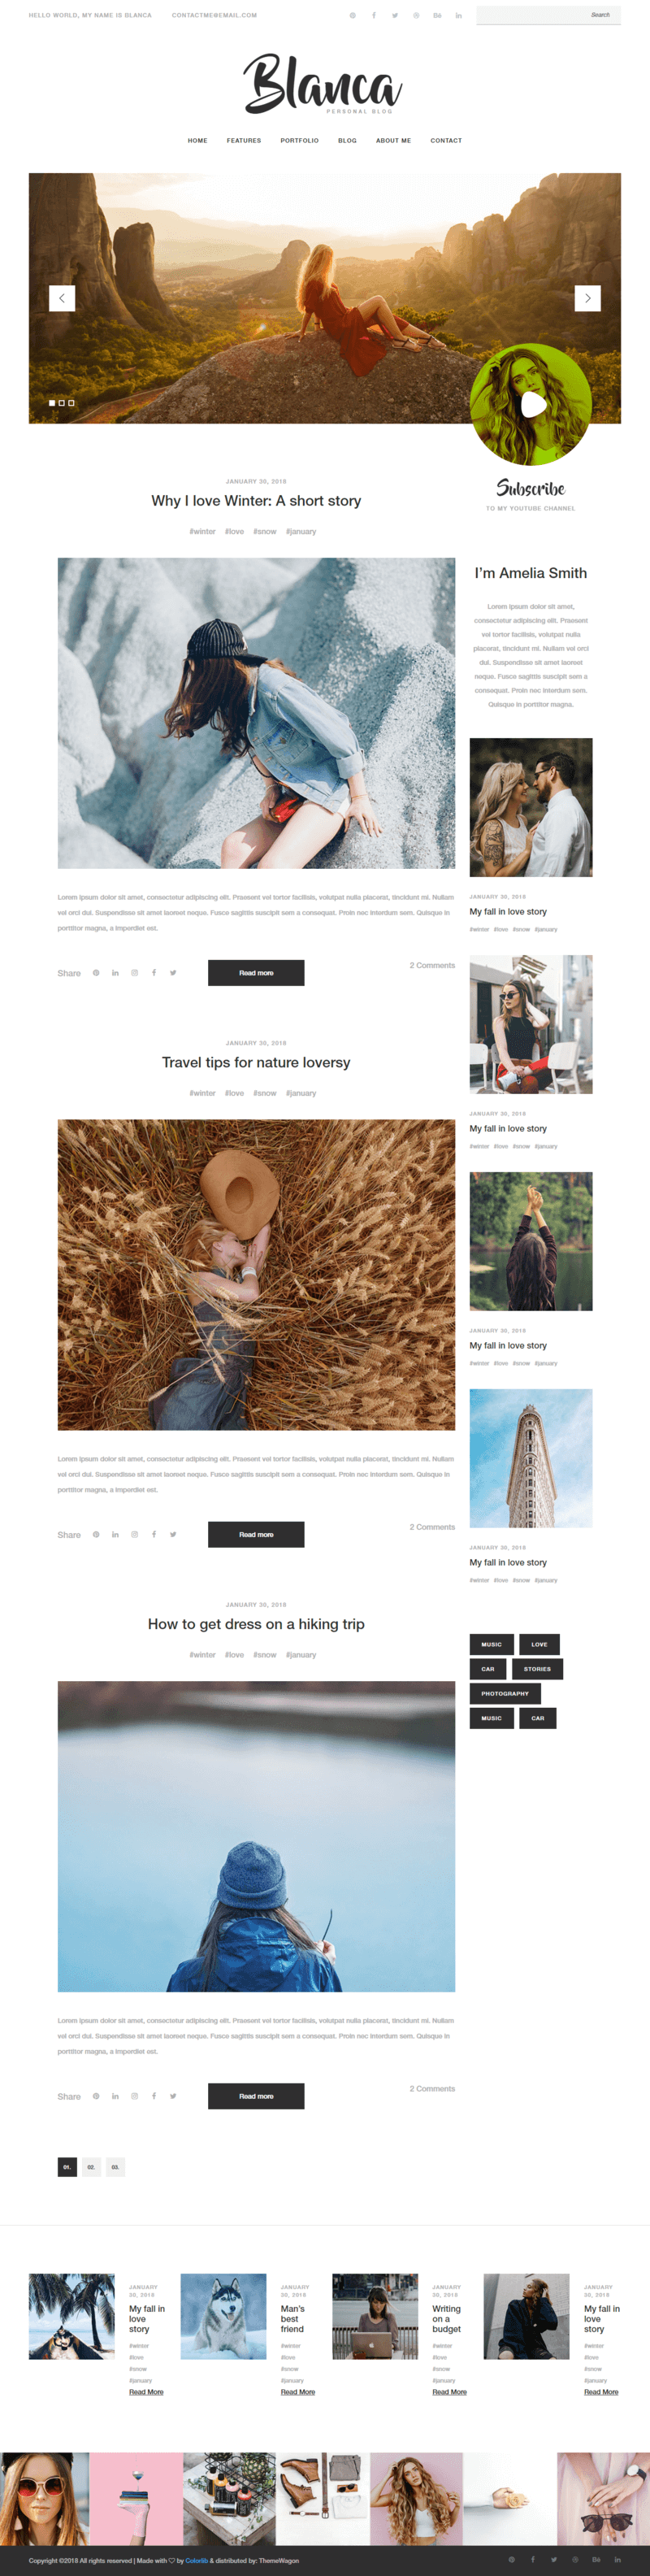 HELLO WORLD, MY NAME IS BLANCA
CONTACTME@EMAIL.COM
Bē
Search
Blanca
PERSONAL BLOG
HOME FEATURES PORTFOLIO BLOG ABOUT ME CONTACT
JANUARY 30, 2018
Why I love Winter: A short story
#winter #love #snow #january
Lorem ipsum dolor sit amet, consectetur adipiscing elit. Praesent vel tortor facilisis, volutpat nulla placerat, tincidunt mi. Nullam
vel orci dui. Suspendisse sit amet laoreet neque. Fusce sagittis suscipit sem a consequat. Proin nec interdum sem. Quisque in
porttitor magna, a imperdiet est.
Share
Read more
2 Comments
JANUARY 30, 2018
Travel tips for nature loversy
#winter #love #snow #january
Lorem ipsum dolor sit amet, consectetur adipiscing elit. Praesent vel tortor facilisis, volutpat nulla placerat, tincidunt mi. Nullam
vel orci dui. Suspendisse sit amet laoreet neque. Fusce sagittis suscipit sem a consequat. Proin nec interdum sem. Quisque in
porttitor magna, a imperdiet est.
Share
Read more
2 Comments
JANUARY 30, 2018
How to get dress on a hiking trip
#winter #love #snow #january
Lorem ipsum dolor sit amet, consectetur adipiscing elit. Praesent vel tortor facilisis, volutpat nulla placerat, tincidunt mi. Nullam
vel orci dui. Suspendisse sit amet laoreet neque. Fusce sagittis suscipit sem a consequat. Proin nec interdum sem. Quisque in
porttitor magna, a imperdiet est.
Share
Read more
2 Comments
01. 02. 03.
Subscribe
TO MY YOUTUBE CHANNEL
I'm Amelia Smith
Lorem ipsum dolor sit amet,
consectetur adipiscing elit. Praesent
vel tortor facilisis, volutpat nulla
placerat, tincidunt mi. Nullam vel orci
dui. Suspendisse sit amet laoreet
neque. Fusce sagittis suscipit sem a
consequat. Proin nec interdum sem.
Quisque in porttitor magna.
JANUARY 30, 2018
My fall in love story
#winter #love #snow #january
JANUARY 30, 2018
My fall in love story
#winter #love #snow #january
JANUARY 30, 2018
My fall in love story
#winter #love #snow #january
JANUARY 30, 2018
My fall in love story
#winter #love #snow #january
MUSIC LOVE
CAR STORIES
PHOTOGRAPHY
MUSIC CAR
JANUARY
30, 2018
My fall in
love
story
#winter
#love
#snow
#january
Read More
JANUARY
30, 2018
Man's
best
friend
#winter
#love
#snow
#january
Read More
JANUARY
30, 2018
Writing
on a
budget
#winter
#love
#snow
#january
Read More
JANUARY
30, 2018
My fall in
love
story
#winter
#love
#snow
#january
Read More
Copyright ©2018 All rights reserved | Made with ♡ by Colorlib & distributed by: ThemeWagon
Bē